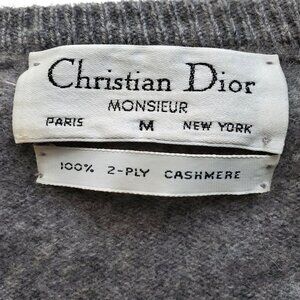 Christian Dior
MONSIEUR
PARIS M NEW YORK
100% 2-PLY CASHMERE